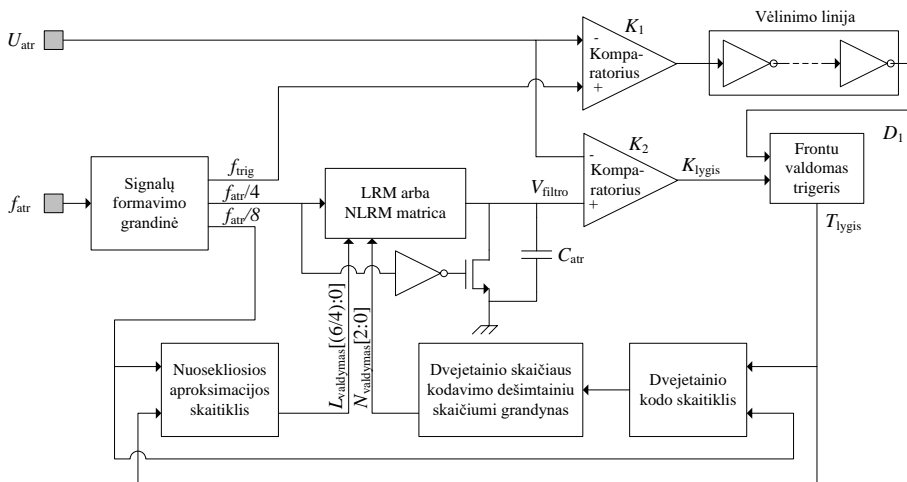 Vėlinimo linija
U_atr
K_1
-
Kompa-
ratorius
+
D_1
K_2
-
Kompa-
ratorius
+
K_lygis
Frontu
valdomas
trigeris
T_lygis
f_atr
Signalų
formavimo
grandinė
f_trig
f_atr/4
f_atr/8
LRM arba
NLRM matrica
V_filtro
C_atr
L_valdymas[(6/4):0]
N_valdymas[2:0]
Nuosekliosios
aproksimacijos
skaitiklis
Dvejetainio skaičiaus
kodavimo dešimtainiu
skaičiumi grandynas
Dvejetainio
kodo skaitiklis